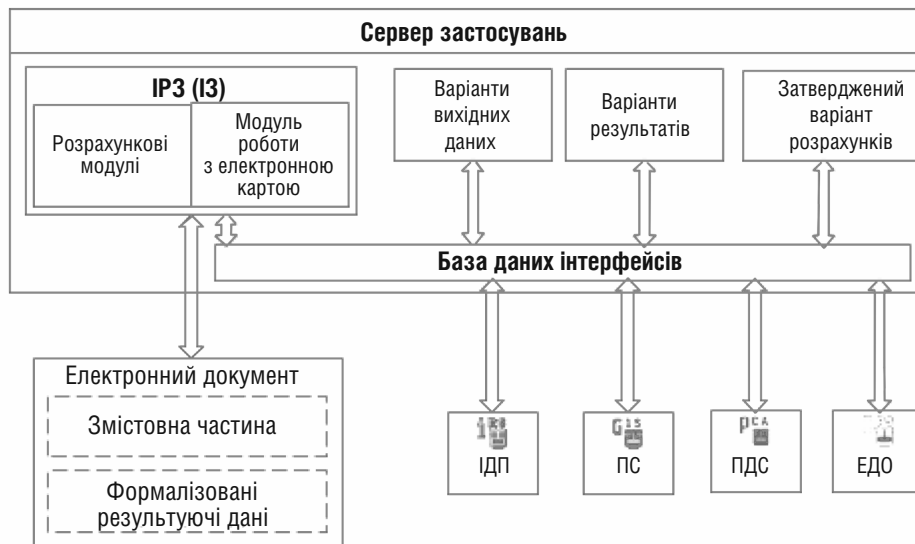 Сервер застосувань
ІРЗ (ІЗ)
Розрахункові
модулі
Модуль
роботи
з електронною
картою
Варіанти
вихідних
даних
Варіанти
результатів
Затверджений
варіант
розрахунків
База даних інтерфейсів
Електронний документ
Змістовна частина
Формалізовані
результуючі дані
ІДП
GIS
ПС
ПДС
ЕДО